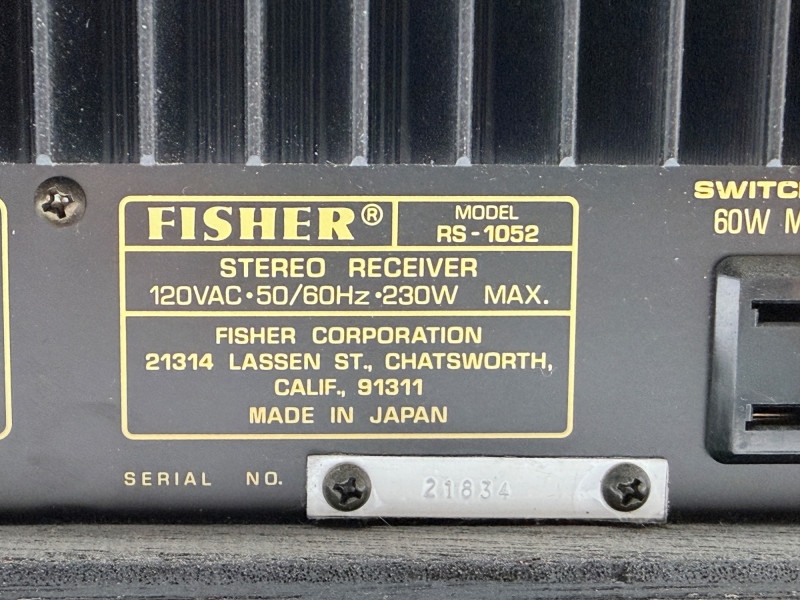 FISHER®
MODEL
RS-1052
STEREO RECEIVER
120VAC•50/60Hz•230W MAX.
FISHER CORPORATION
21314 LASSEN ST., CHATSWORTH,
CALIF., 91311
MADE IN JAPAN
SERIAL NO.
21834
60W